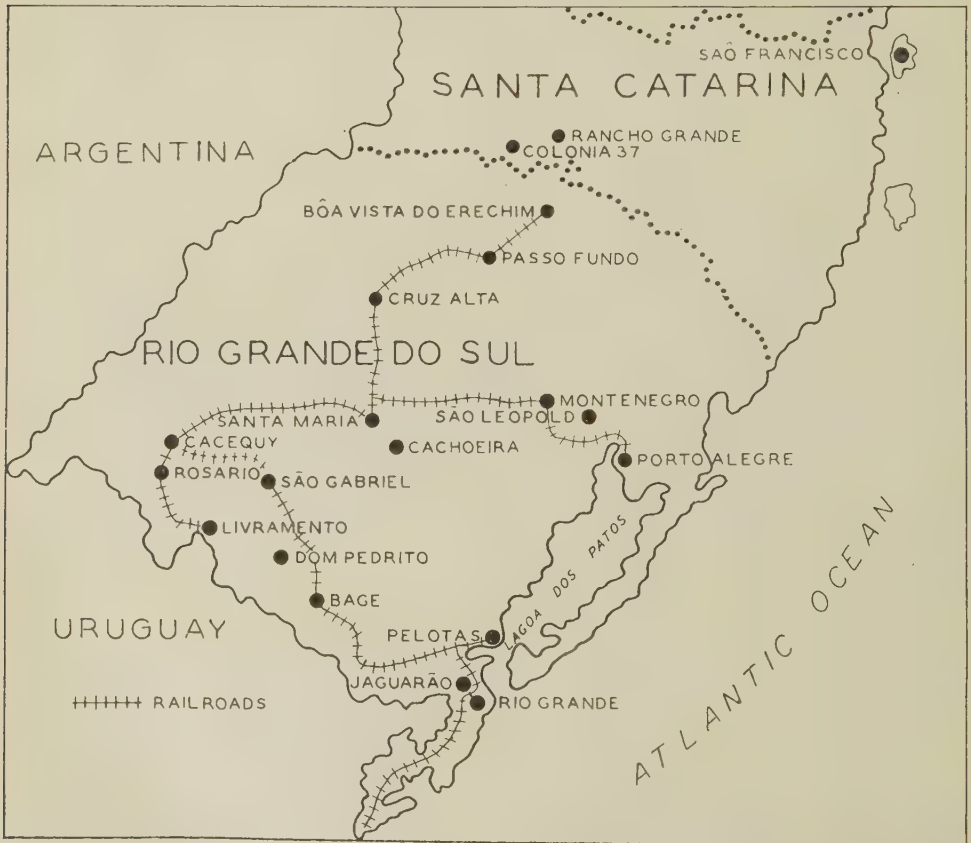 SAÕ FRANCISCO
SANTA CATARINA
ARGENTINA
RANCHO GRANDE
COLONIA 37
BÔA VISTA DO ERECHIM
PASSO FUNDO
CRUZ ALTA
RIO GRANDE DO SUL
MONTENEGRO
SÃO LEOPOLD
SANTA MARIA
CACEQUY
CACHOEIRA
PORTO ALEGRE
ROSARIO
SÃO GABRIEL
LIVRAMENTO
DOM PEDRITO
LAGOA DOS PATOS
ATLANTIC OCEAN
BAGE
URUGUAY
PELOTAS
JAGUARÃO
RAILROADS
RIO GRANDE